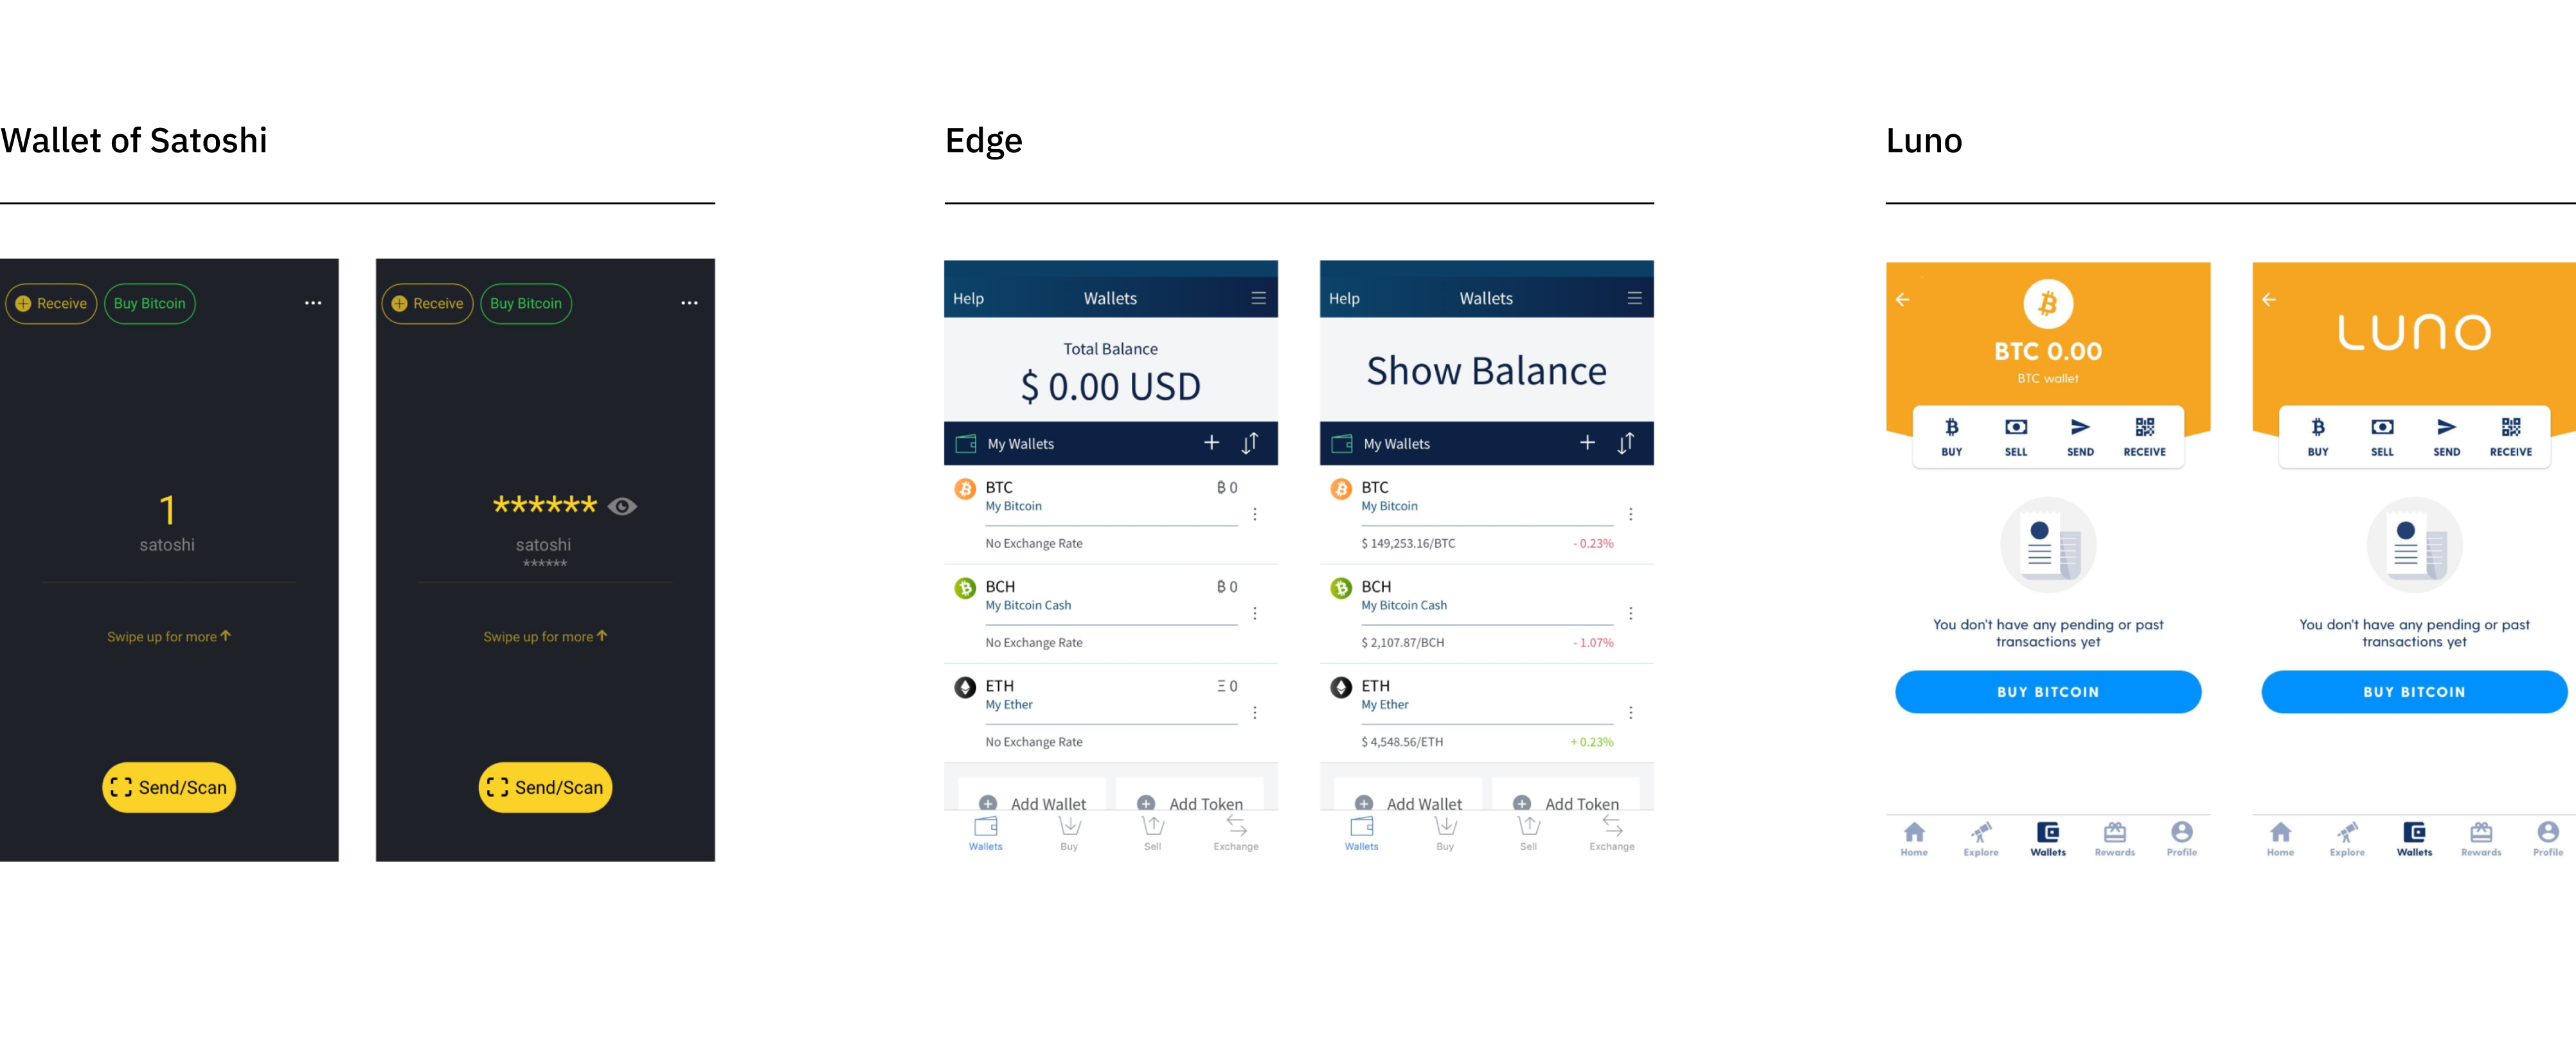 Wallet of Satoshi
Receive
Buy Bitcoin
...
1
satoshi
Swipe up for more ↑
Send/Scan
Receive
Buy Bitcoin
...
******
satoshi
******
Swipe up for more ↑
Send/Scan
Edge
Help Wallets
Total Balance
$ 0.00 USD
My Wallets
BTC ฿ 0
My Bitcoin
No Exchange Rate
BCH ฿ 0
My Bitcoin Cash
No Exchange Rate
ETH Ξ 0
My Ether
No Exchange Rate
Add Wallet Add Token
Wallets Buy Sell Exchange
Help Wallets
Show Balance
My Wallets
BTC
My Bitcoin
$ 149,253.16/BTC - 0.23%
BCH
My Bitcoin Cash
$ 2,107.87/BCH - 1.07%
ETH
My Ether
$ 4,548.56/ETH + 0.23%
Add Wallet Add Token
Wallets Buy Sell Exchange
Luno
BTC 0.00
BTC wallet
BUY SELL SEND RECEIVE
You don't have any pending or past
transactions yet
BUY BITCOIN
Home Explore Wallets Rewards Profile
LUNO
BUY SELL SEND RECEIVE
You don't have any pending or past
transactions yet
BUY BITCOIN
Home Explore Wallets Rewards Profile